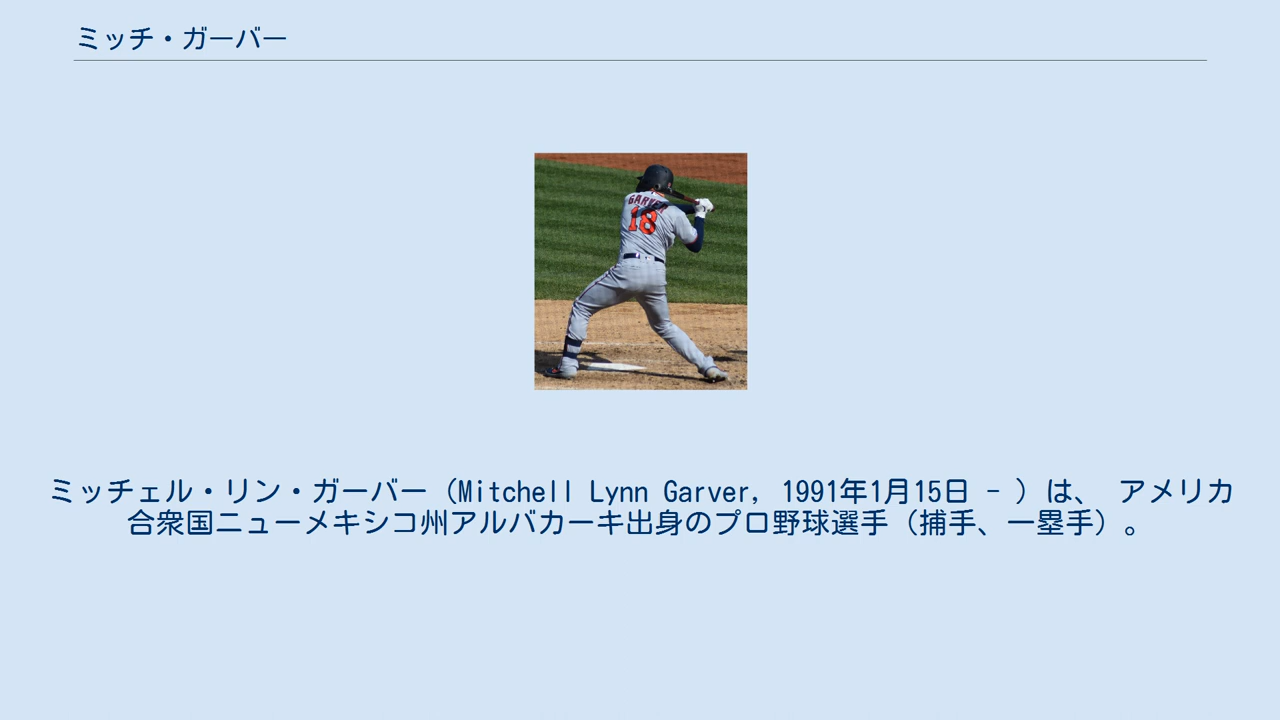 ミッチ・ガーバー
GARVER
18
ミッチェル・リン・ガーバー（Mitchell Lynn Garver, 1991年1月15日 - ）は、 アメリカ
合衆国ニューメキシコ州アルバカーキ出身のプロ野球選手（捕手、一塁手）。